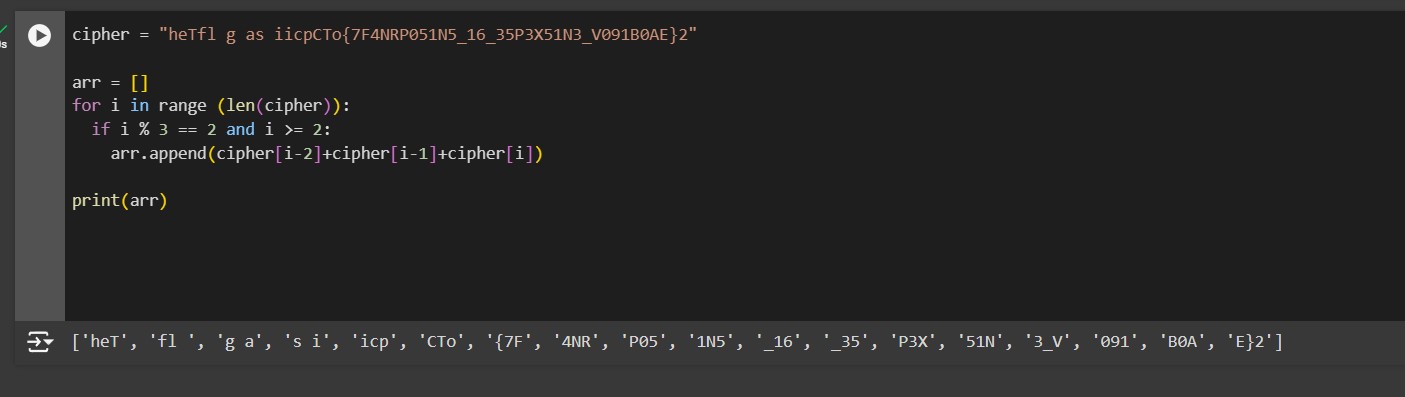 cipher = "heTfl g as iicpCTo{7F4NRP051N5_16_35P3X51N3_V091B0AE}2"
s
arr = []
for i in range (len(cipher)):
  if i % 3 == 2 and i >= 2:
    arr.append(cipher[i-2]+cipher[i-1]+cipher[i])
print(arr)
['heT', 'fl ', 'g a', 's i', 'icp', 'CTo', '{7F', '4NR', 'P05', '1N5', '_16', '_35', 'P3X', '51N', '3_V', '091', 'B0A', 'E}2']